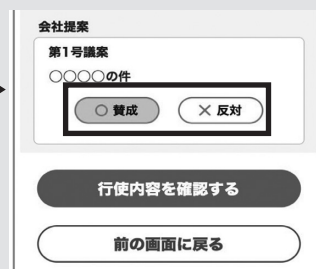 会社提案
第1号議案
○○○○の件
○ 賛成 × 反対
行使内容を確認する
前の画面に戻る